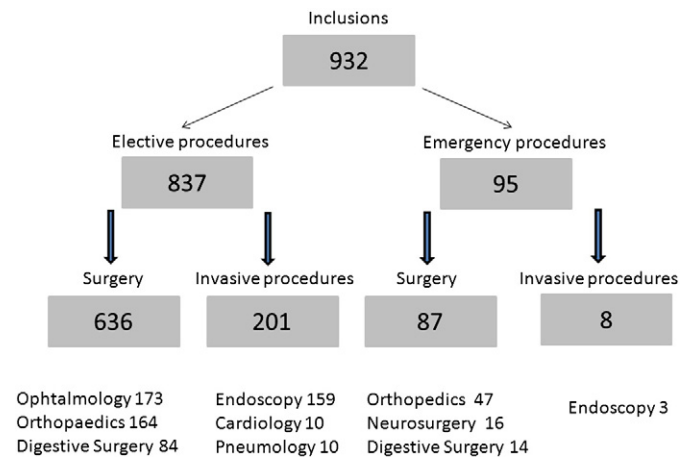 Inclusions
932
Elective procedures
Emergency procedures
837
95
Surgery
Invasive procedures
Surgery
Invasive procedures
636
201
87
8
Ophtalmology 173
Orthopaedics 164
Digestive Surgery 84
Endoscopy 159
Cardiology 10
Pneumology 10
Orthopedics 47
Neurosurgery 16
Digestive Surgery 14
Endoscopy 3